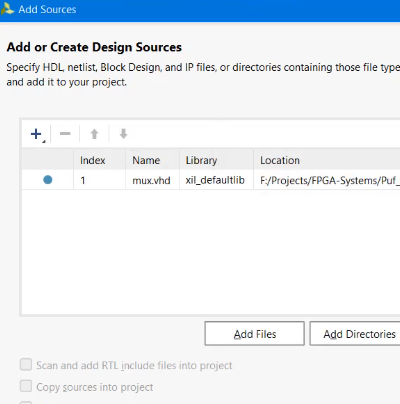 Add Sources
Add or Create Design Sources
Specify HDL, netlist, Block Design, and IP files, or directories containing those file type
and add it to your project.
Index Name Library Location
1 mux.vhd xil_defaultlib F:/Projects/FPGA-Systems/Puf_
Add Files Add Directories
Scan and add RTL include files into project
Copy sources into project